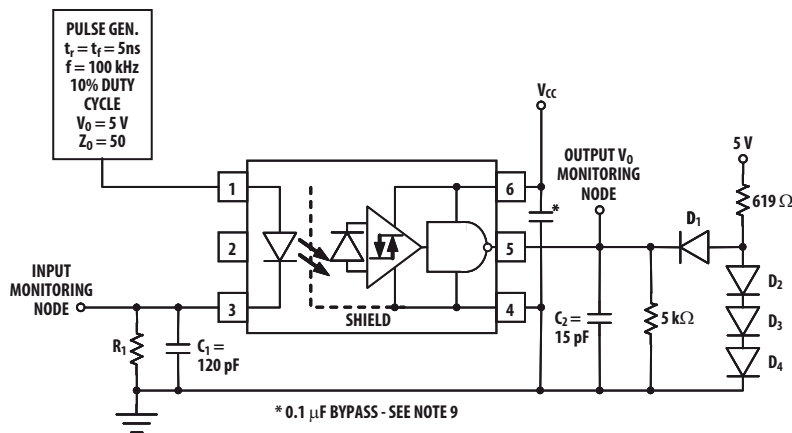 PULSE GEN.
tr = tf = 5ns
f = 100 kHz
10% DUTY
CYCLE
V0 = 5 V
Z0 = 50
VCC
OUTPUT V0
MONITORING
NODE
5 V
619 Ω
D1
1
6
*
2
5
D2
INPUT
MONITORING
NODE
3
4
SHIELD
R1
C1 =
120 pF
C2 =
15 pF
5 kΩ
D3
D4
* 0.1 μF BYPASS - SEE NOTE 9